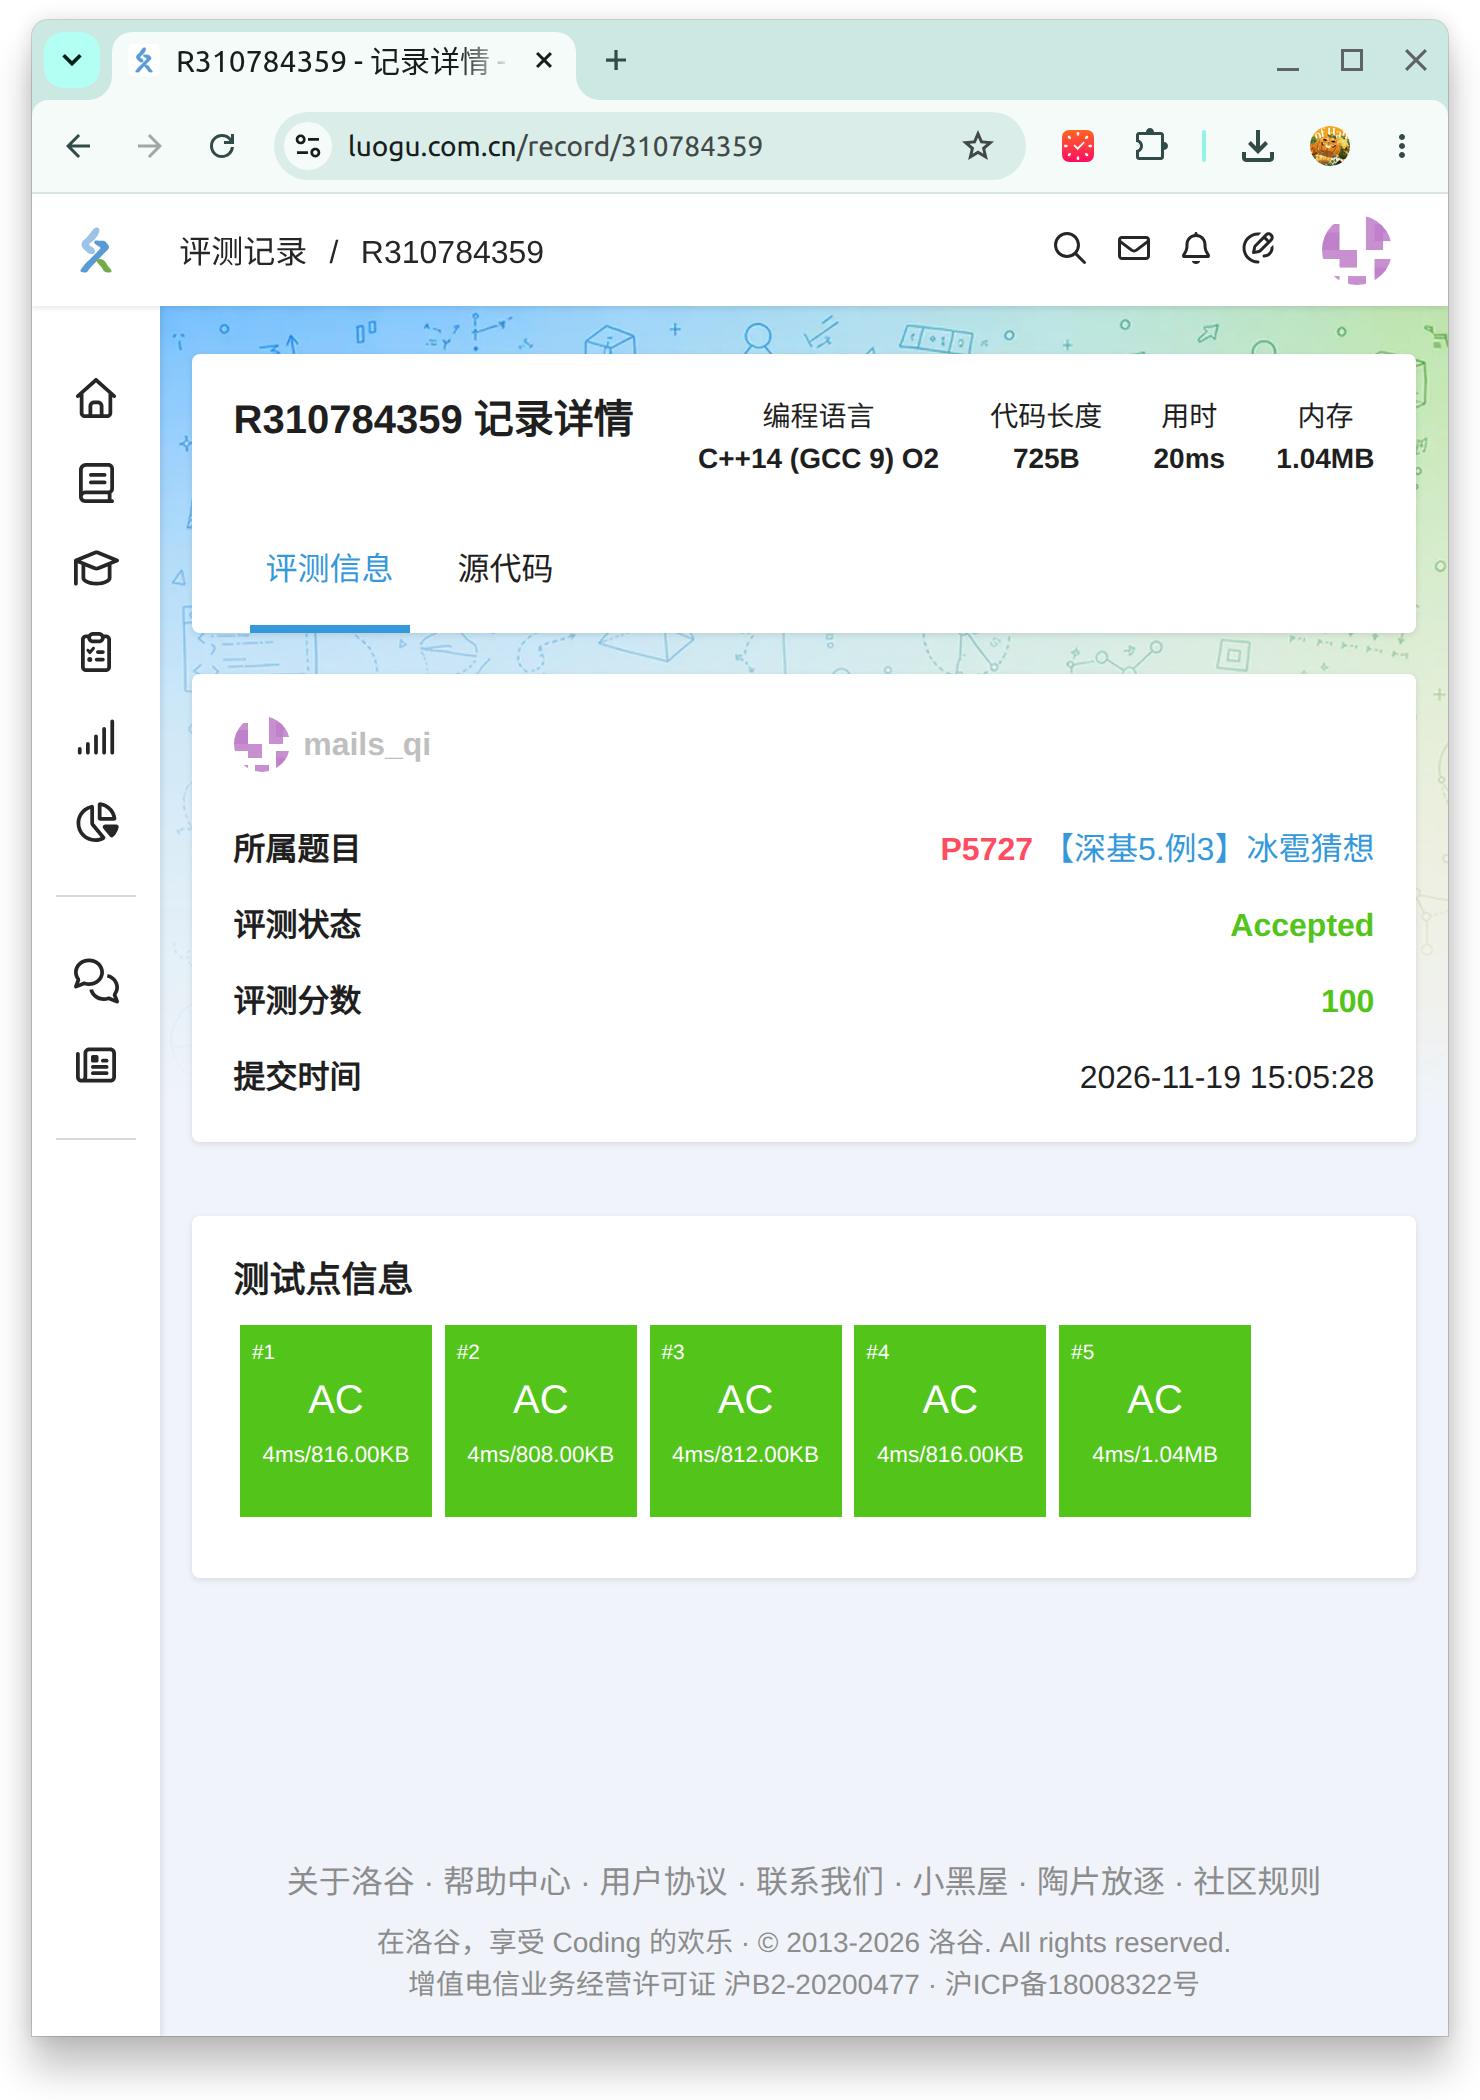 R310784359 - 记录详情 -
luogu.com.cn/record/310784359
评测记录 / R310784359
R310784359 记录详情
编程语言 代码长度 用时 内存
C++14 (GCC 9) O2 725B 20ms 1.04MB
评测信息 源代码
mails_qi
所属题目 P5727 【深基5.例3】冰雹猜想
评测状态 Accepted
评测分数 100
提交时间 2026-11-19 15:05:28
测试点信息
#1 #2 #3 #4 #5
AC AC AC AC AC
4ms/816.00KB 4ms/808.00KB 4ms/812.00KB 4ms/816.00KB 4ms/1.04MB
关于洛谷 · 帮助中心 · 用户协议 · 联系我们 · 小黑屋 · 陶片放逐 · 社区规则
在洛谷，享受 Coding 的欢乐 · © 2013-2026 洛谷. All rights reserved.
增值电信业务经营许可证 沪B2-20200477 · 沪ICP备18008322号